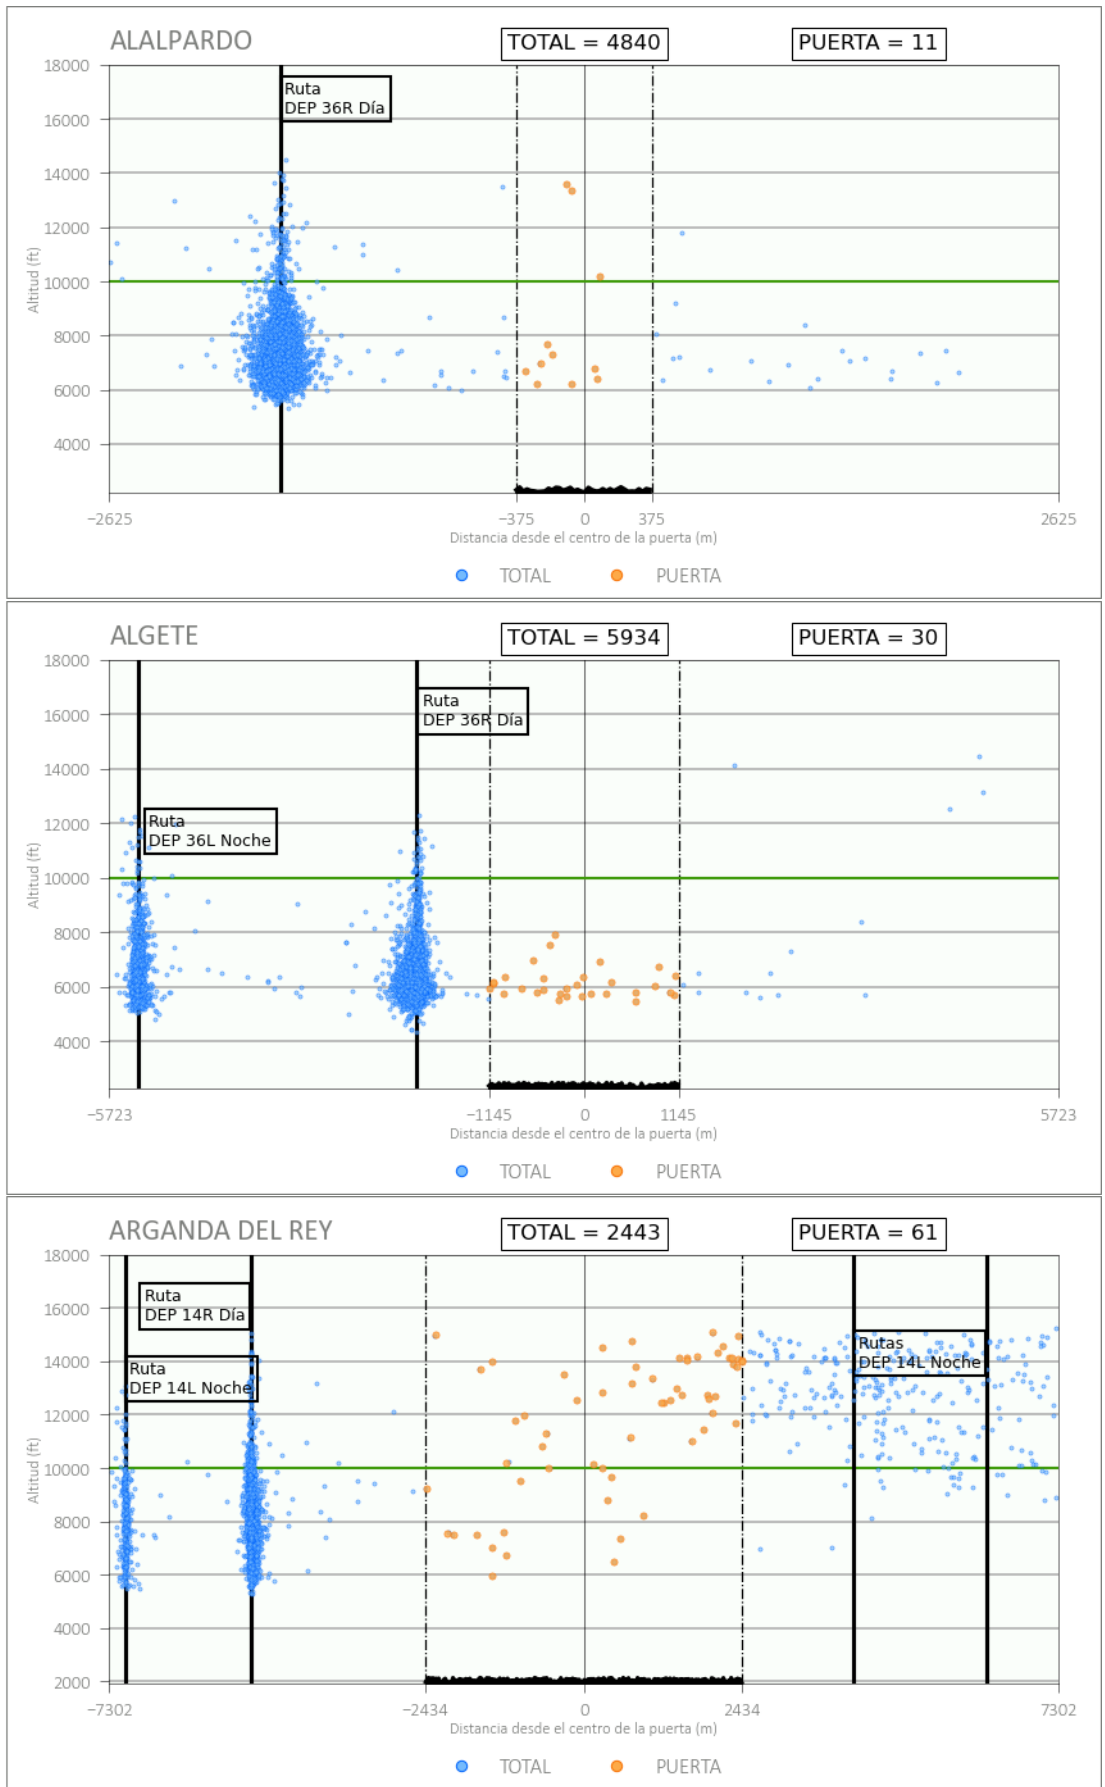 ALALPARDO
TOTAL = 4840
PUERTA = 11
18000
16000
14000
12000
10000
8000
6000
4000
Altitud (ft)
Ruta
DEP 36R Día
−2625
−375
0
375
2625
Distancia desde el centro de la puerta (m)
TOTAL
PUERTA
ALGETE
TOTAL = 5934
PUERTA = 30
18000
16000
14000
12000
10000
8000
6000
4000
Altitud (ft)
Ruta
DEP 36R Día
Ruta
DEP 36L Noche
−5723
−1145
0
1145
5723
Distancia desde el centro de la puerta (m)
TOTAL
PUERTA
ARGANDA DEL REY
TOTAL = 2443
PUERTA = 61
18000
16000
14000
12000
10000
8000
6000
4000
2000
Altitud (ft)
Ruta
DEP 14R Día
Ruta
DEP 14L Noche
Rutas
DEP 14L Noche
−7302
−2434
0
2434
7302
Distancia desde el centro de la puerta (m)
TOTAL
PUERTA